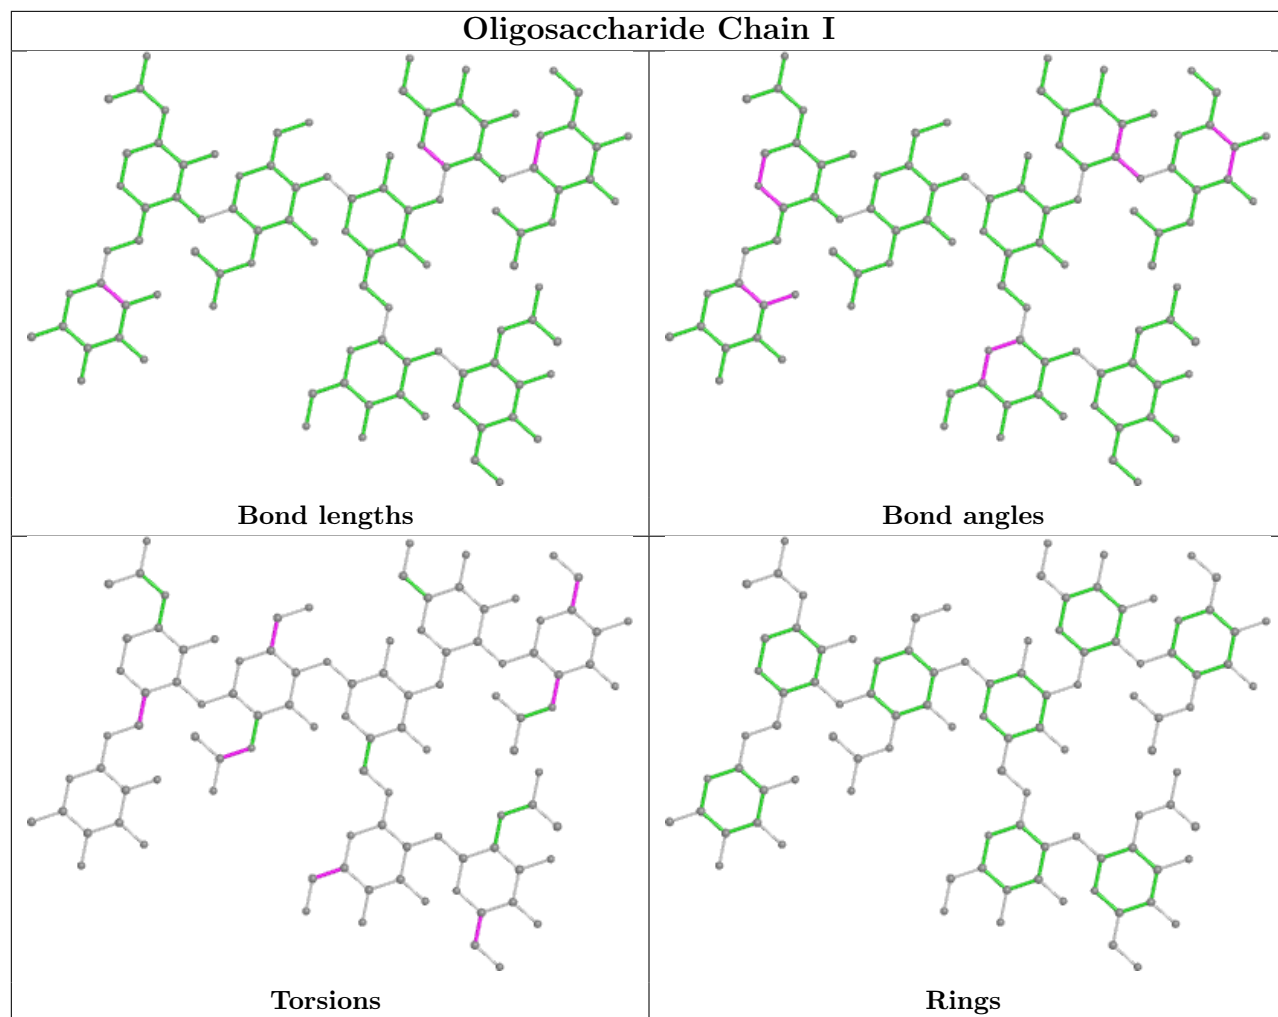 Oligosaccharide Chain I
Bond lengths
Bond angles
Torsions
Rings